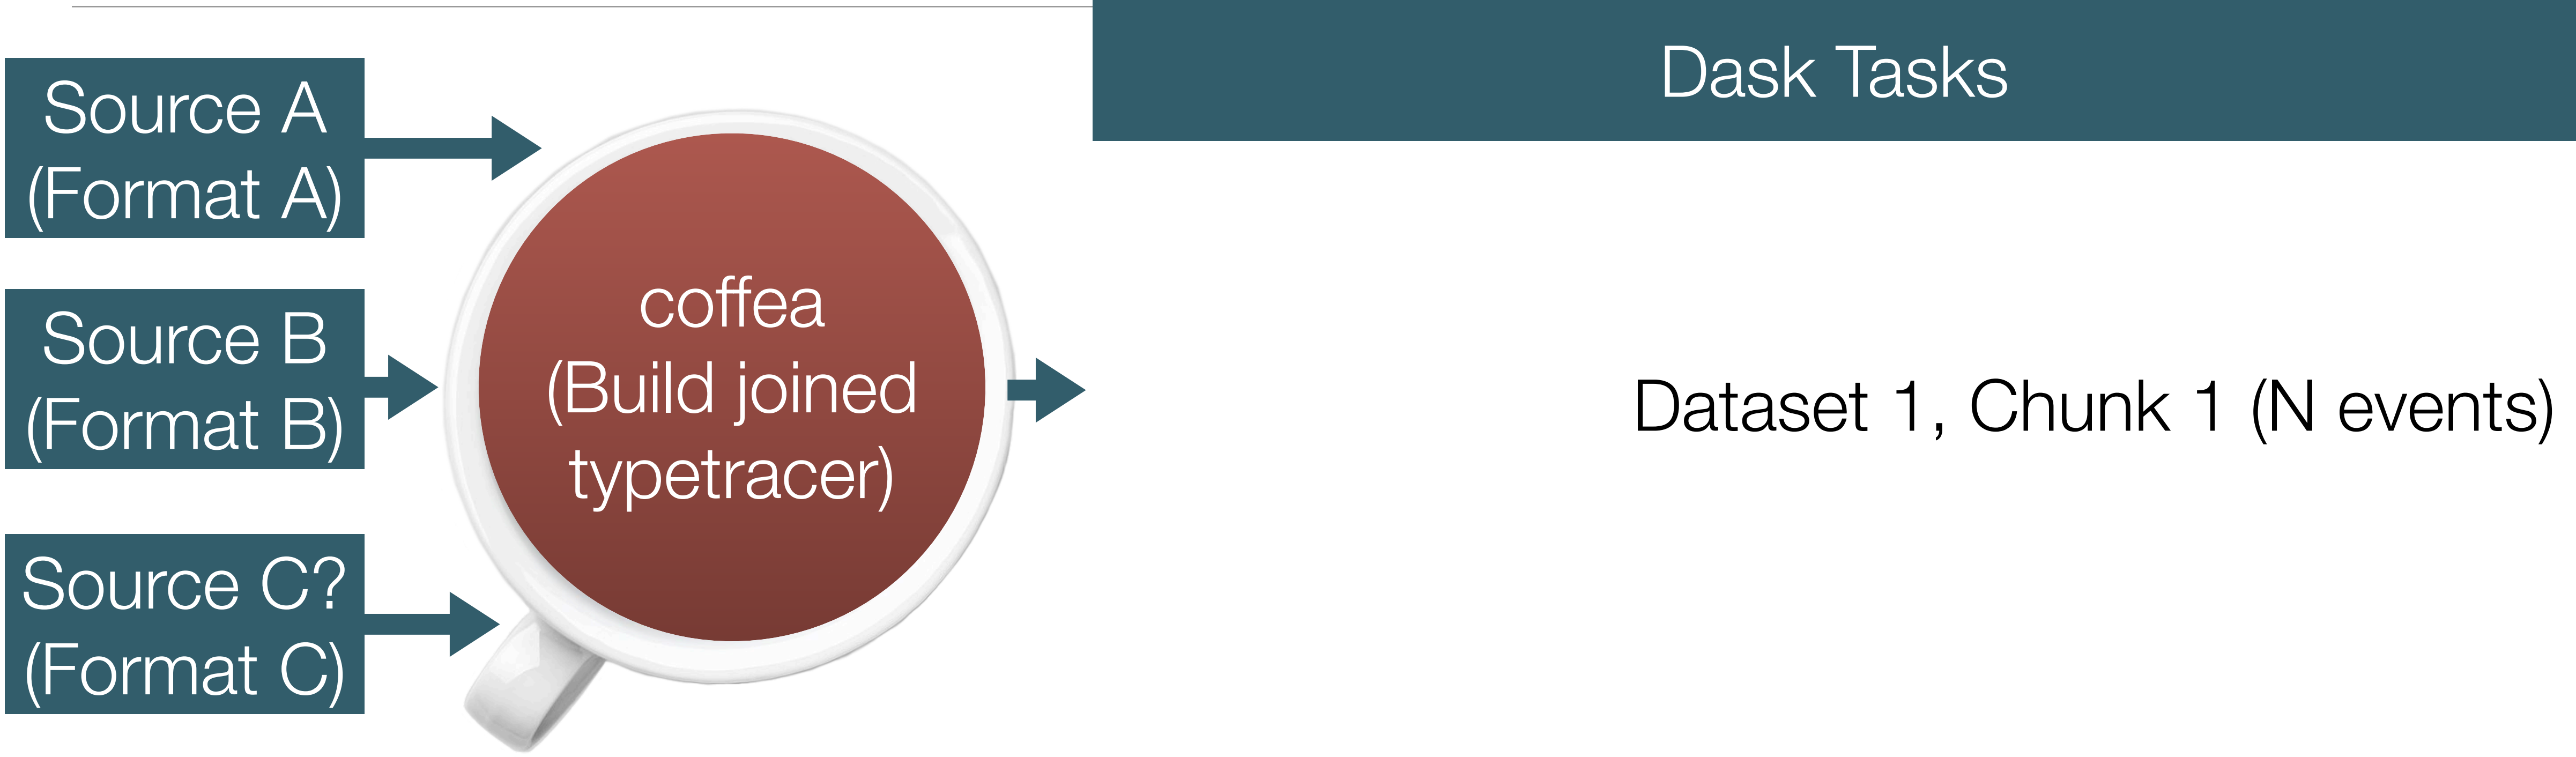 Source A
(Format A)
Source B
(Format B)
Source C?
(Format C)
coffea
(Build joined
typetracer)
Dask Tasks
Dataset 1, Chunk 1 (N events)